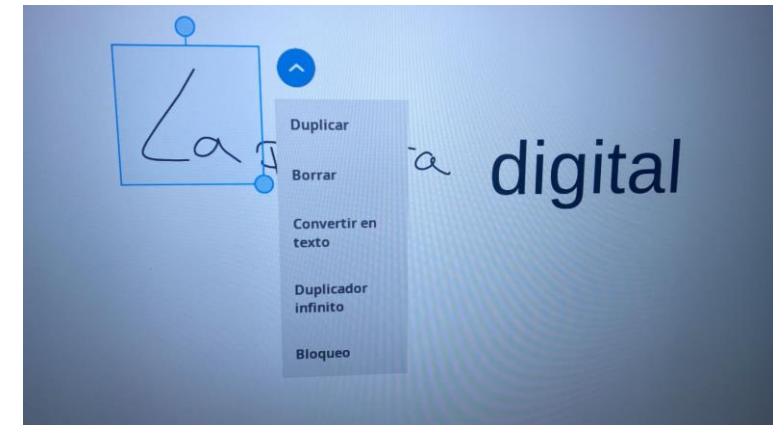 La digital
Duplicar
Borrar
Convertir en
texto
Duplicador
infinito
Bloqueo